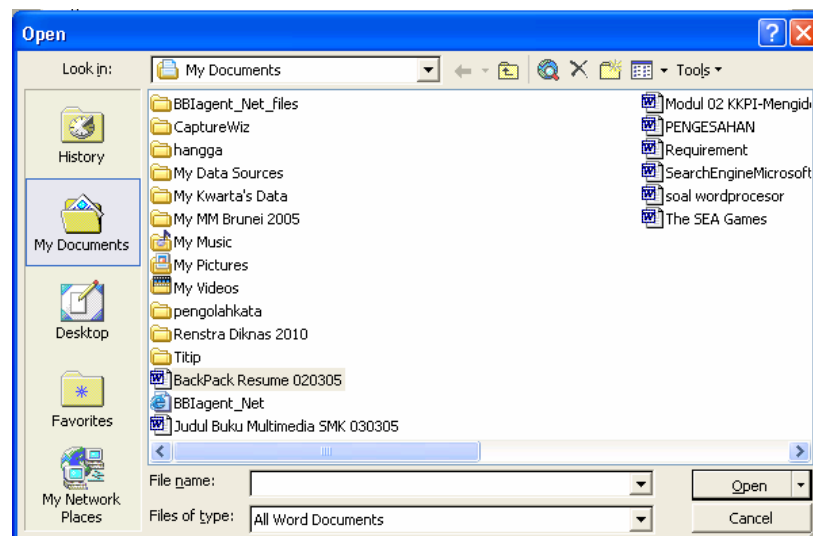 Open
Look in:
My Documents
Tools
History
My Documents
Desktop
Favorites
My Network
Places
BBIagent_Net_files
CaptureWiz
hangga
My Data Sources
My Kwarta's Data
My MM Brunei 2005
My Music
My Pictures
My Videos
pengolahkata
Renstra Diknas 2010
Titip
BackPack Resume 020305
BBIagent_Net
Judul Buku Multimedia SMK 030305
Modul 02 KKPI-Mengid
PENGESAHAN
Requirement
SearchEngineMicrosoft
soal wordprocesor
The SEA Games
File name:
Open
Files of type:
All Word Documents
Cancel